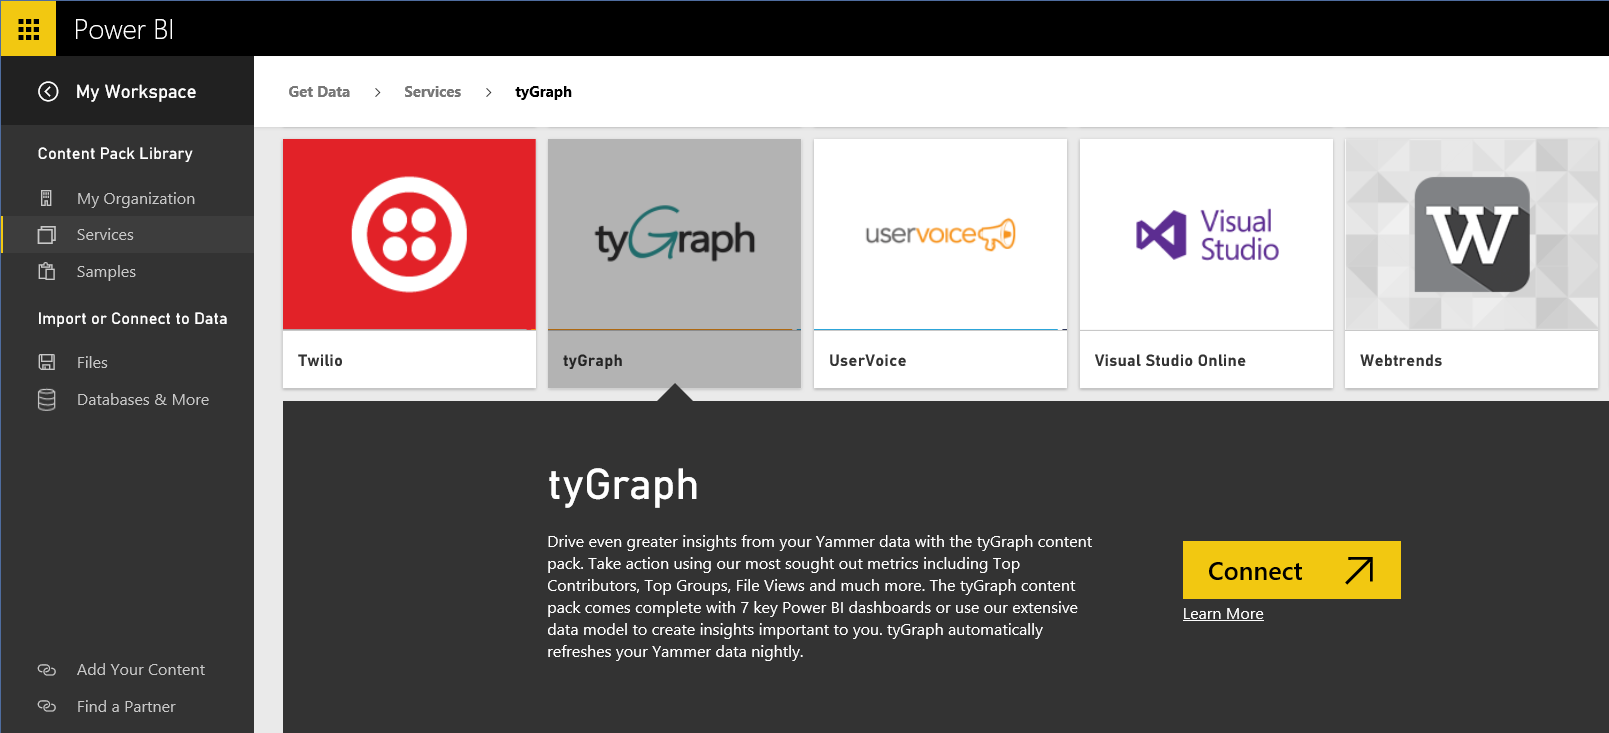 Power BI
My Workspace
Get Data > Services > tyGraph
Content Pack Library
My Organization
Services
Samples
Import or Connect to Data
Files
Databases & More
Add Your Content
Find a Partner
tyGraph
uservoice
Visual
Studio
W
Twilio
tyGraph
UserVoice
Visual Studio Online
Webtrends
tyGraph
Drive even greater insights from your Yammer data with the tyGraph content
pack. Take action using our most sought out metrics including Top
Contributors, Top Groups, File Views and much more. The tyGraph content
pack comes complete with 7 key Power BI dashboards or use our extensive
data model to create insights important to you. tyGraph automatically
refreshes your Yammer data nightly.
Connect
Learn More